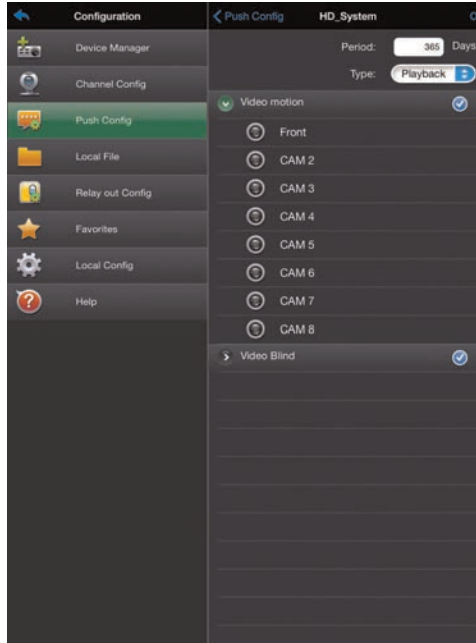 Configuration
Device Manager
Channel Config
Push Config
Local File
Relay out Config
Favorites
Local Config
Help
Push Config HD_System
Period: 365 Days
Type: Playback
Video motion
Front
CAM 2
CAM 3
CAM 4
CAM 5
CAM 6
CAM 7
CAM 8
Video Blind